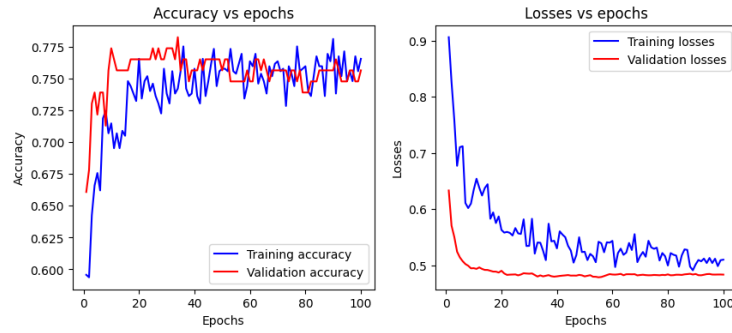 Accuracy vs epochs
0.775
0.750
0.725
0.700
0.675
0.650
0.625
0.600
Accuracy
Training accuracy
Validation accuracy
0
20
40
60
80
100
Epochs
Losses vs epochs
0.9
0.8
0.7
0.6
0.5
Losses
Training losses
Validation losses
0
20
40
60
80
100
Epochs